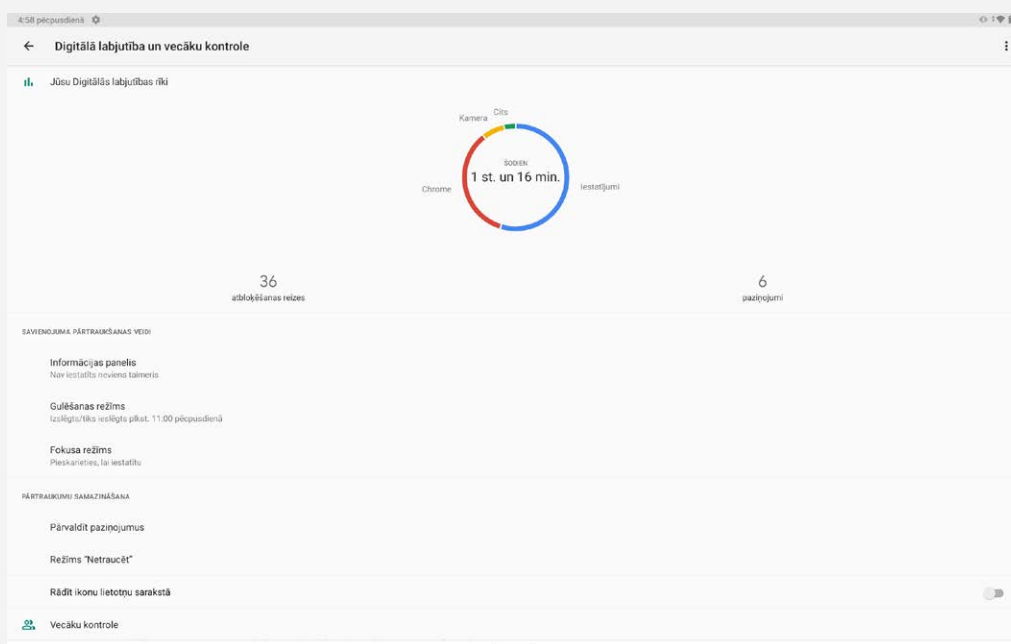 4:58 pēcpusdienā
Digitālā labjutība un vecāku kontrole
Jūsu Digitālās labjutības rīki
Cits
Kamera
ŠODIEN
1 st. un 16 min.
Iestatījumi
Chrome
36
atbloķēšanas reizes
6
paziņojumi
SAVIENOJUMA PĀRTRAUKŠANAS VEIDI
Informācijas panelis
Nav iestatīts neviens taimeris
Gulēšanas režīms
Izslēgts/tiks ieslēgts plkst. 11:00 pēcpusdienā
Fokusa režīms
Pieskarieties, lai iestatītu
PĀRTRAUKUMU SAMAZINĀŠANA
Pārvaldīt paziņojumus
Režīms "Netraucēt"
Rādīt ikonu lietotņu sarakstā
Vecāku kontrole